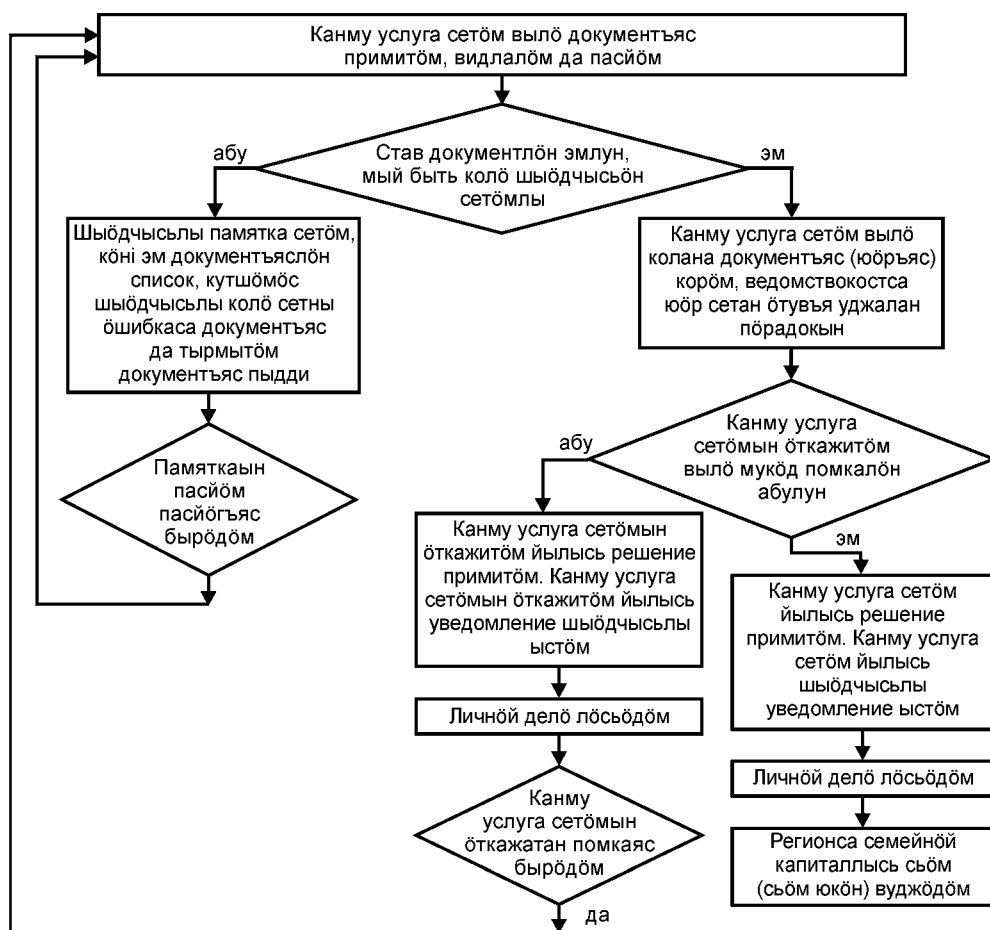 Канму услуга сетӧм вылӧ документъяс
примитӧм, видлалӧм да пасйӧм
абу
Став документлӧн эмлун,
мый быть колӧ шыӧдчысьӧн
сетӧмлы
эм
Шыӧдчысьлы памятка сетӧм,
кӧні эм документъяслӧн
список, кутшӧмӧс
шыӧдчысьлы колӧ сетны
ӧшибкаса документъяс
да тырмытӧм
документъяс пыдди
Канму услуга сетӧм вылӧ
колана документъяс (юӧръяс)
корӧм, ведомствокостса
юӧр сетан ӧтувъя уджалан
пӧрадокын
Памяткаын
пасйӧм
пасйӧгъяс
бырӧдӧм
абу
Канму услуга
сетӧмын ӧткажитӧм
вылӧ мукӧд помкалӧн
абулун
эм
Канму услуга сетӧмын
ӧткажитӧм йылысь решение
примитӧм. Канму услуга
сетӧмын ӧткажитӧм йылысь
уведомление шыӧдчысьлы
ыстӧм
Канму услуга сетӧм
йылысь решение
примитӧм. Канму услуга
сетӧм йылысь
шыӧдчысьлы
уведомление ыстӧм
Личнӧй делӧ лӧсьӧдӧм
Личнӧй делӧ лӧсьӧдӧм
Канму
услуга сетӧмын
ӧткажатан помкаяс
бырӧдӧм
Регионса семейнӧй
капиталлысь сьӧм
(сьӧм юкӧн) вуджӧдӧм
да